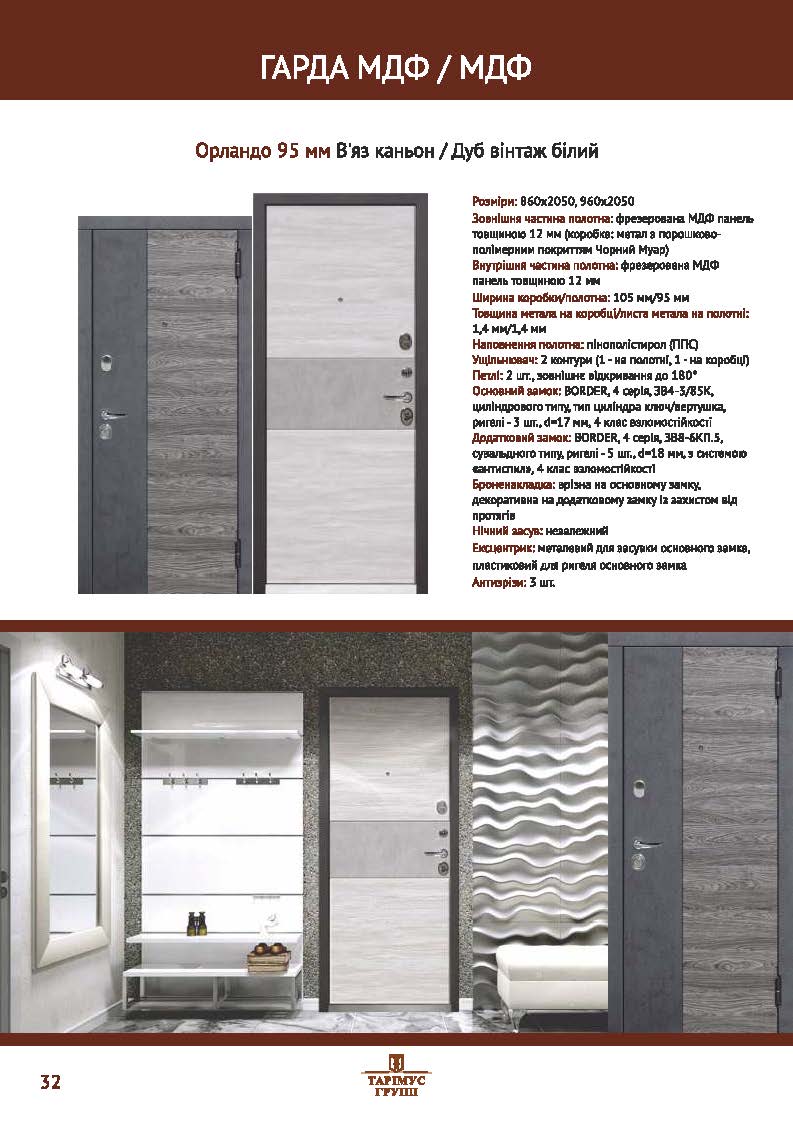 ГАРДА МДФ / МДФ
Орландо 95 мм В'яз каньон / Дуб вінтаж білий
Розміри: 860х2050, 960х2050
Зовнішня частина полотна: фрезерована МДФ панель
товщиною 12 мм (коробка: метал з порошково-
полімерним покриттям Чорний Муар)
Внутрішня частина полотна: фрезерована МДФ
панель товщиною 12 мм
Ширина коробки/полотна: 105 мм/95 мм
Товщина метала на коробці/листа метала на полотні:
1,4 мм/1,4 мм
Наповнення полотна: пінополістирол (ППС)
Ущільнювач: 2 контури (1 - на полотні, 1 - на коробці)
Петлі: 2 шт., зовнішнє відкривання до 180°
Основний замок: BORDER, 4 серія, ЗВ4-3/85К,
циліндрового типу, тип циліндра ключ/вертушка,
ригелі - 3 шт., d=17 мм, 4 клас взломостійкості
Додатковий замок: BORDER, 4 серія, ЗВ8-6КП.5,
сувальдного типу, ригелі - 5 шт., d=18 мм, з системою
«антиспил», 4 клас взломостійкості
Броненакладка: врізна на основному замку,
декоративна на додатковому замку із захистом від
протягів
Нічний засув: незалежний
Ексцентрик: металевий для засувки основного замка,
пластиковий для ригеля основного замка
Антизрізи: 3 шт.
32
ТАРІМУС
ГРУПП